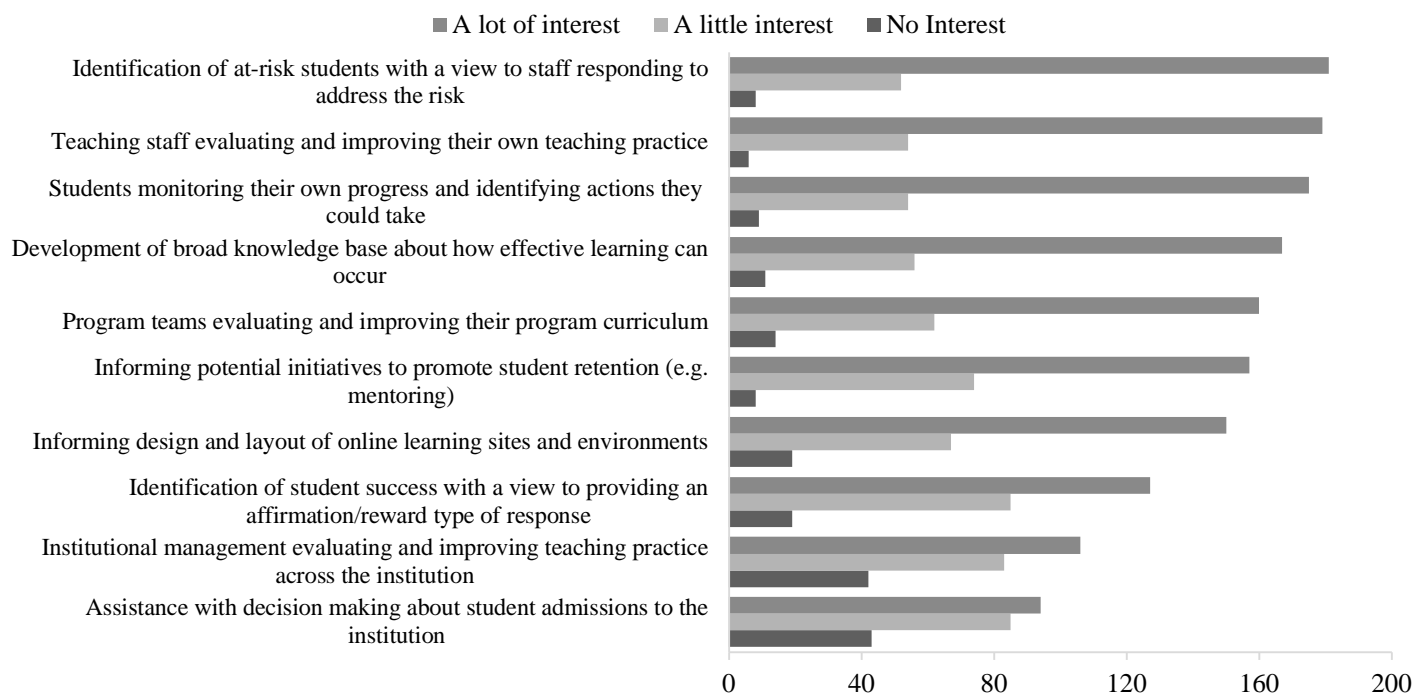 A lot of interest A little interest No Interest
Identification of at-risk students with a view to staff responding to
address the risk
Teaching staff evaluating and improving their own teaching practice
Students monitoring their own progress and identifying actions they
could take
Development of broad knowledge base about how effective learning can
occur
Program teams evaluating and improving their program curriculum
Informing potential initiatives to promote student retention (e.g.
mentoring)
Informing design and layout of online learning sites and environments
Identification of student success with a view to providing an
affirmation/reward type of response
Institutional management evaluating and improving teaching practice
across the institution
Assistance with decision making about student admissions to the
institution
0 40 80 120 160 200